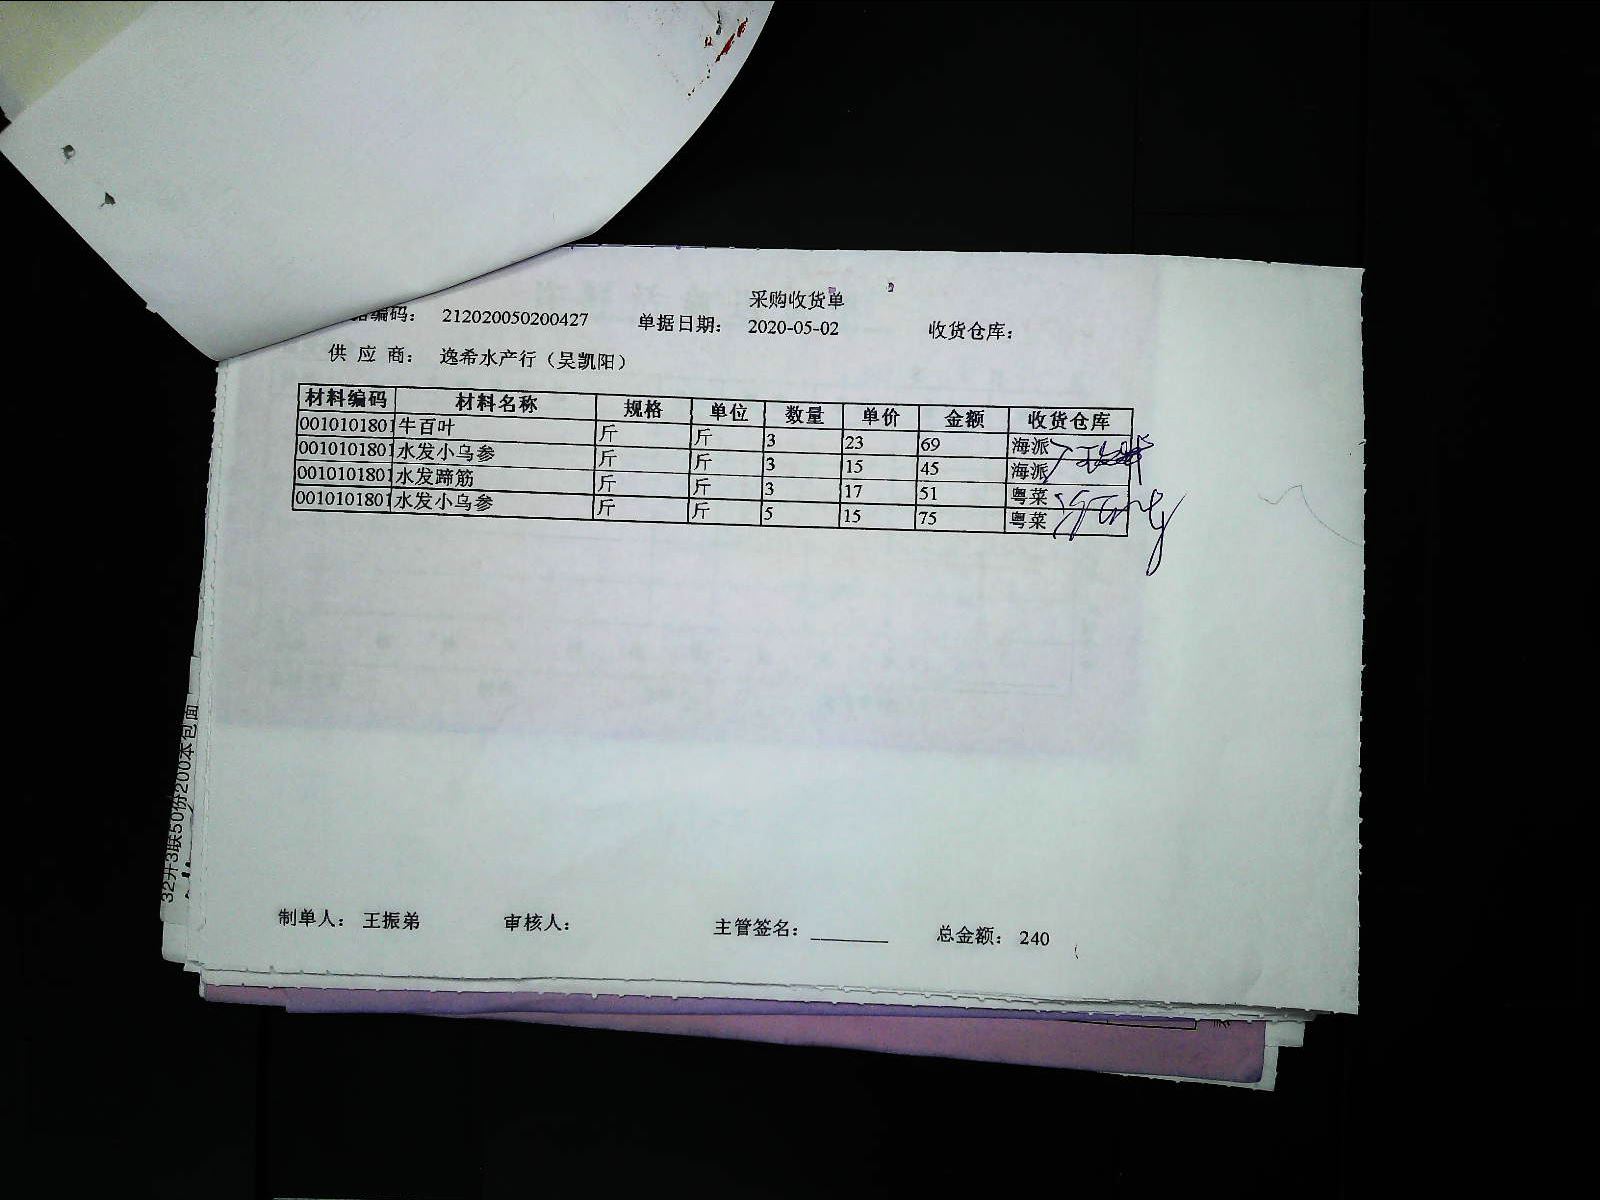 采购收货单
编码： 212020050200427 单据日期： 2020-05-02 收货仓库：
供 应 商： 逸希水产行（吴凯阳）
材料编码 材料名称 规格 单位 数量 单价 金额 收货仓库
0010101801 牛百叶 斤 斤 3 23 69 海派
0010101801 水发小乌参 斤 斤 3 15 45 海派
0010101801 水发蹄筋 斤 斤 3 17 51 粤菜
0010101801 水发小乌参 斤 斤 5 15 75 粤菜
制单人： 王振弟 审核人： 主管签名： 总金额： 240
32开3联50份200本包面